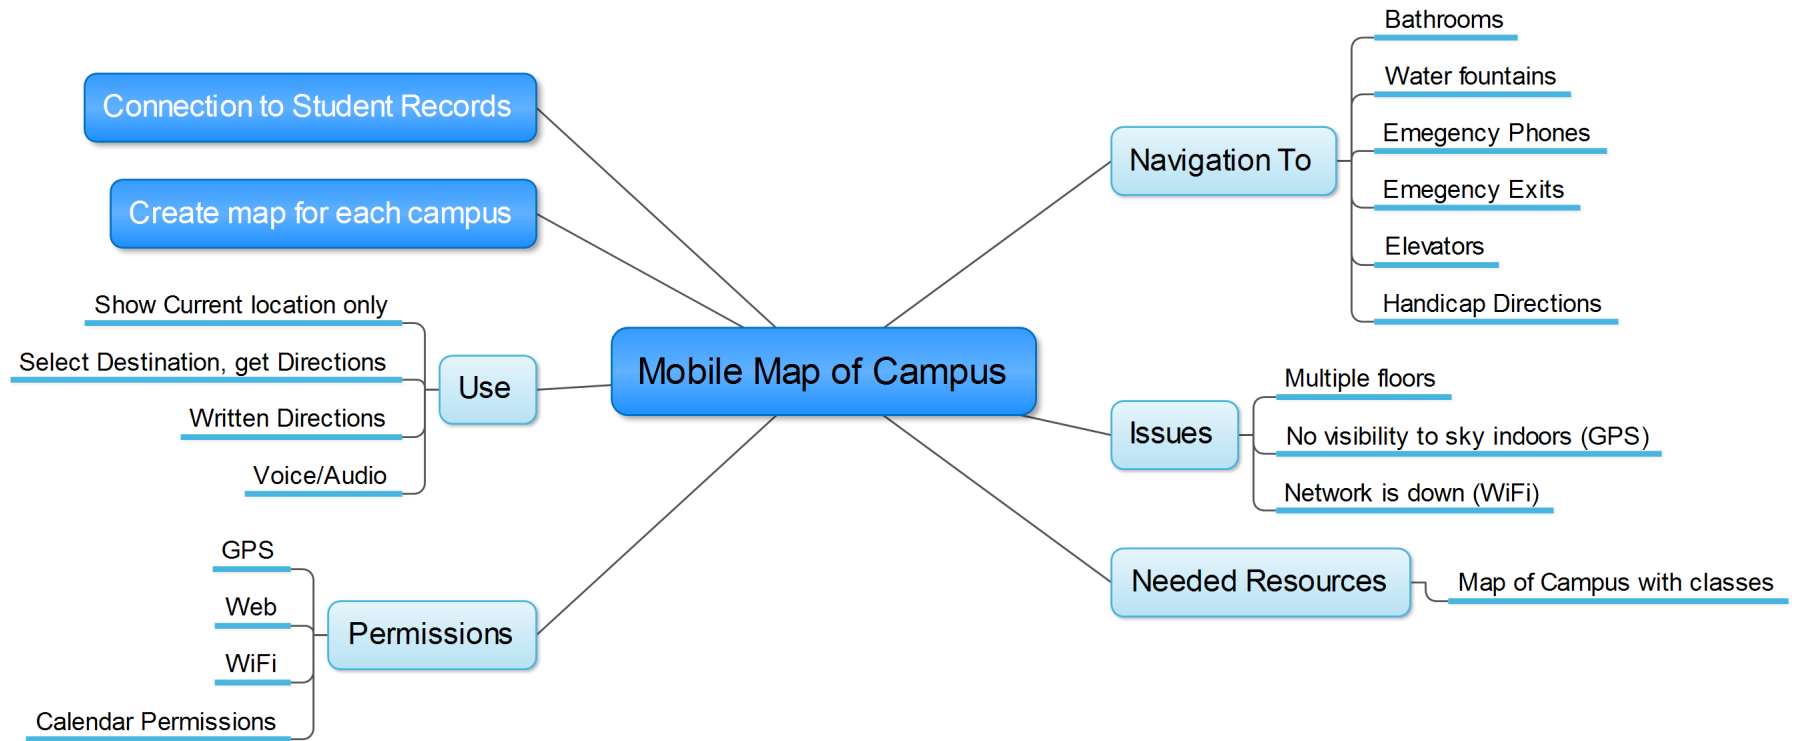 Connection to Student Records
Create map for each campus
Show Current location only
Select Destination, get Directions
Written Directions
Voice/Audio
Use
GPS
Web
WiFi
Calendar Permissions
Permissions
Mobile Map of Campus
Navigation To
Bathrooms
Water fountains
Emegency Phones
Emegency Exits
Elevators
Handicap Directions
Issues
Multiple floors
No visibility to sky indoors (GPS)
Network is down (WiFi)
Needed Resources
Map of Campus with classes